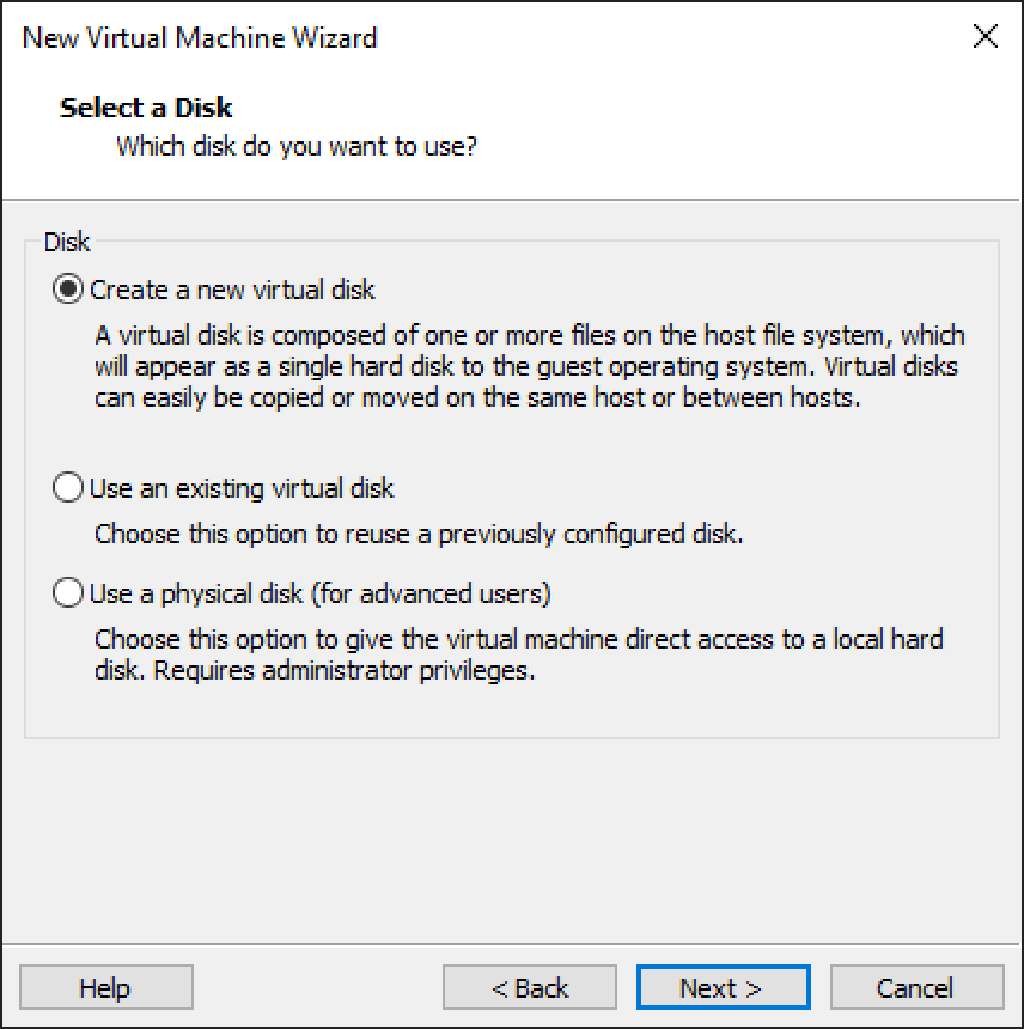 New Virtual Machine Wizard
Select a Disk
Which disk do you want to use?
Disk
Create a new virtual disk
A virtual disk is composed of one or more files on the host file system, which
will appear as a single hard disk to the guest operating system. Virtual disks
can easily be copied or moved on the same host or between hosts.
Use an existing virtual disk
Choose this option to reuse a previously configured disk.
Use a physical disk (for advanced users)
Choose this option to give the virtual machine direct access to a local hard
disk. Requires administrator privileges.
Help
< Back
Next >
Cancel